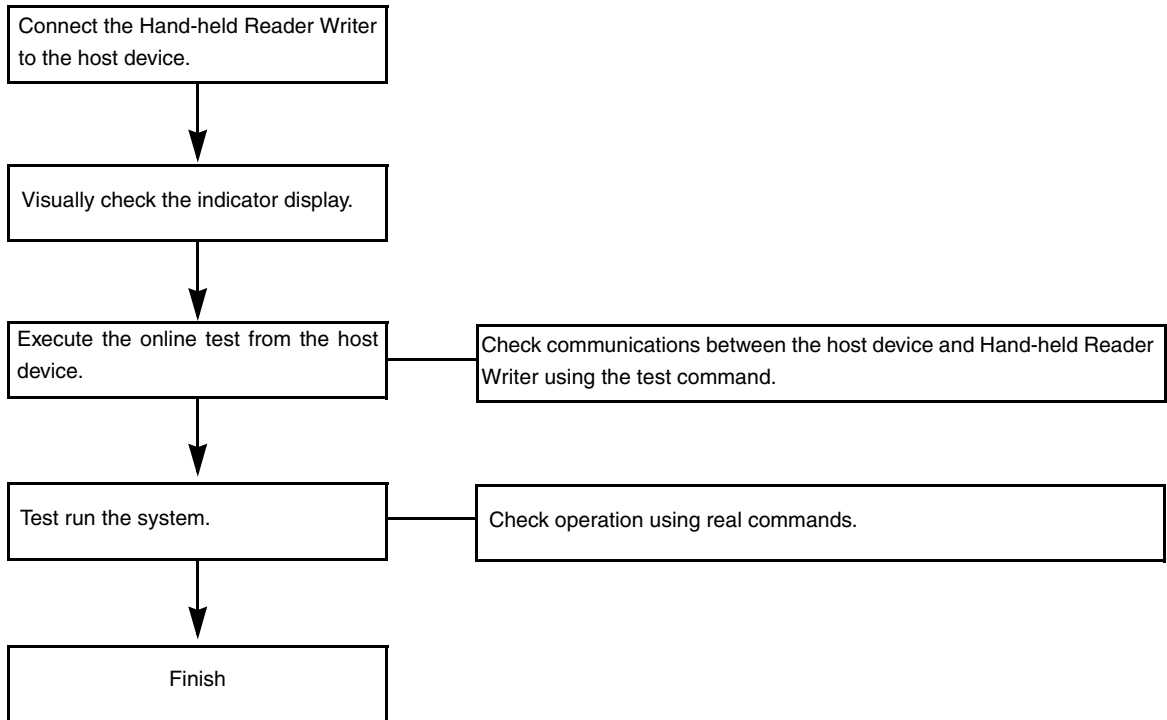 Connect the Hand-held Reader Writer
to the host device.
Visually check the indicator display.
Execute the online test from the host
device.
Check communications between the host device and Hand-held Reader
Writer using the test command.
Test run the system.
Check operation using real commands.
Finish